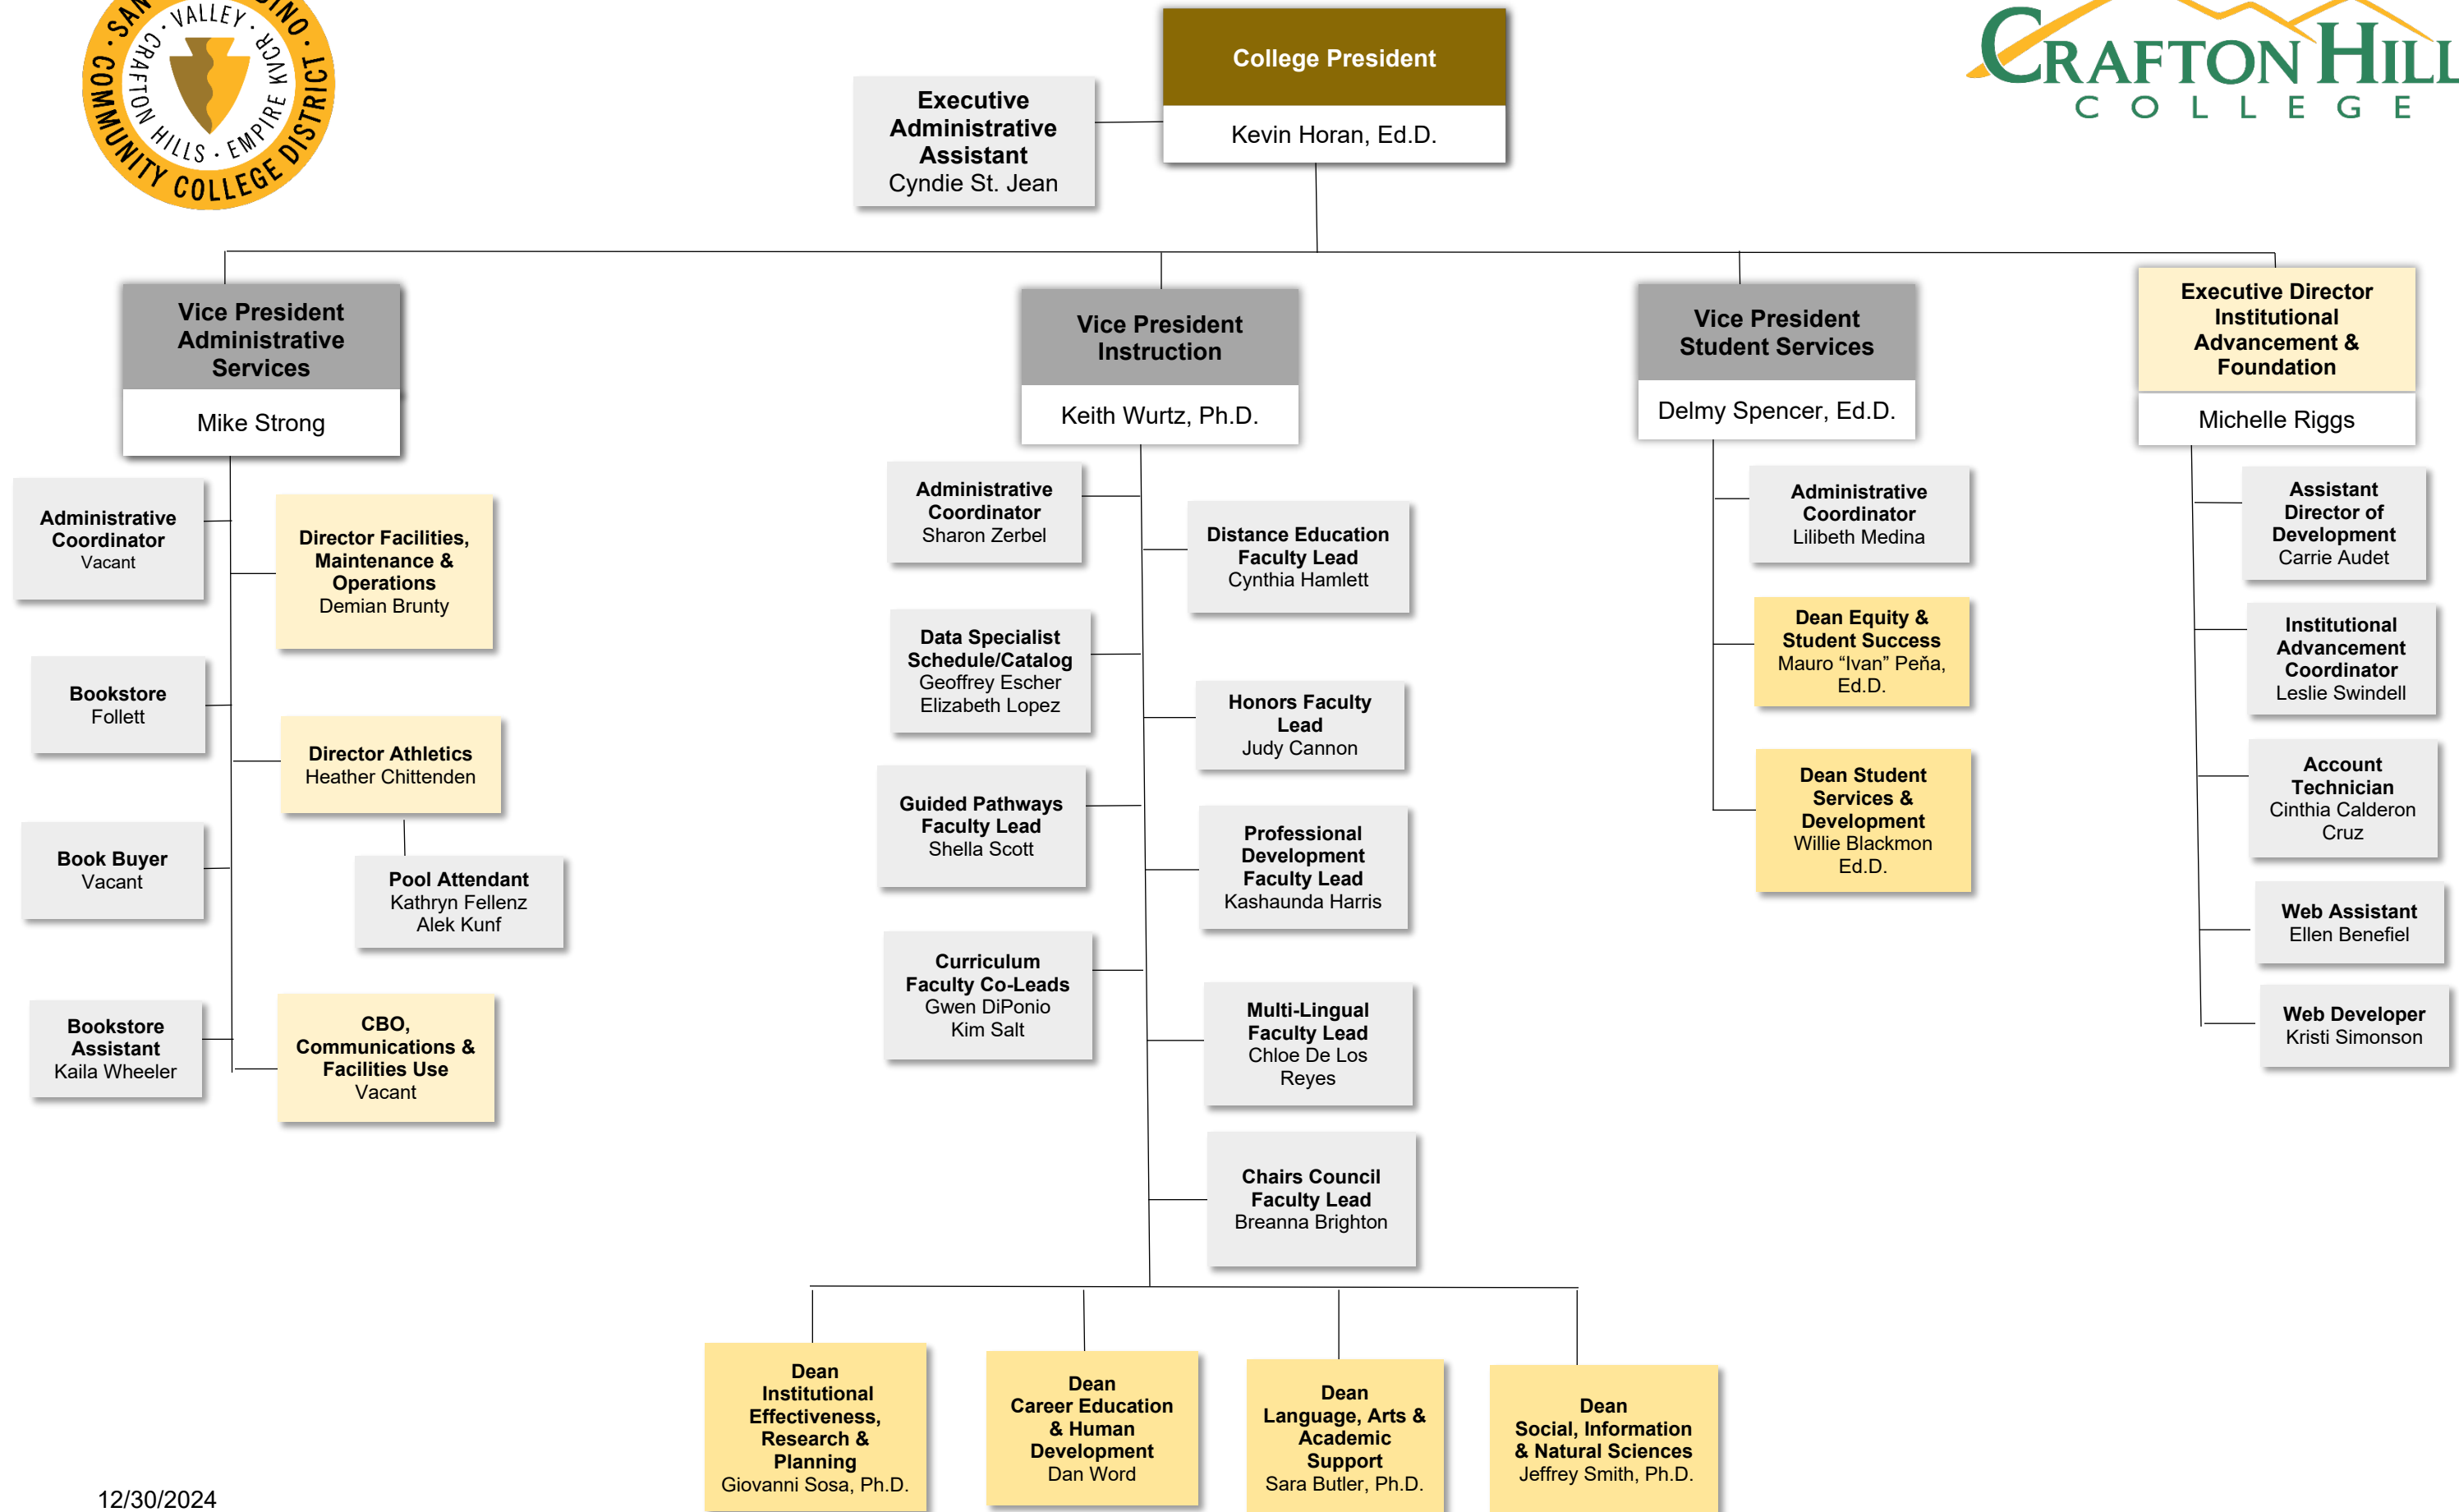 SAN
DINO
COMMUNITY COLLEGE DISTRICT
VALLEY
CRAFTON HILLS
EMPIRE KVCR
CRAFTON HILL
COLLEGE
College President
Kevin Horan, Ed.D.
Executive
Administrative
Assistant
Cyndie St. Jean
Vice President
Administrative
Services
Mike Strong
Administrative
Coordinator
Vacant
Director Facilities,
Maintenance &
Operations
Demian Brunty
Bookstore
Follett
Director Athletics
Heather Chittenden
Book Buyer
Vacant
Pool Attendant
Kathryn Fellenz
Alek Kunf
Bookstore
Assistant
Kaila Wheeler
CBO,
Communications &
Facilities Use
Vacant
Vice President
Instruction
Keith Wurtz, Ph.D.
Administrative
Coordinator
Sharon Zerbel
Distance Education
Faculty Lead
Cynthia Hamlett
Data Specialist
Schedule/Catalog
Geoffrey Escher
Elizabeth Lopez
Honors Faculty
Lead
Judy Cannon
Guided Pathways
Faculty Lead
Shella Scott
Professional
Development
Faculty Lead
Kashaunda Harris
Curriculum
Faculty Co-Leads
Gwen DiPonio
Kim Salt
Multi-Lingual
Faculty Lead
Chloe De Los
Reyes
Chairs Council
Faculty Lead
Breanna Brighton
Dean
Institutional
Effectiveness,
Research &
Planning
Giovanni Sosa, Ph.D.
Dean
Career Education
& Human
Development
Dan Word
Dean
Language, Arts &
Academic
Support
Sara Butler, Ph.D.
Dean
Social, Information
& Natural Sciences
Jeffrey Smith, Ph.D.
Vice President
Student Services
Delmy Spencer, Ed.D.
Administrative
Coordinator
Lilibeth Medina
Dean Equity &
Student Success
Mauro “Ivan” Peňa,
Ed.D.
Dean Student
Services &
Development
Willie Blackmon
Ed.D.
Executive Director
Institutional
Advancement &
Foundation
Michelle Riggs
Assistant
Director of
Development
Carrie Audet
Institutional
Advancement
Coordinator
Leslie Swindell
Account
Technician
Cinthia Calderon
Cruz
Web Assistant
Ellen Benefiel
Web Developer
Kristi Simonson
12/30/2024